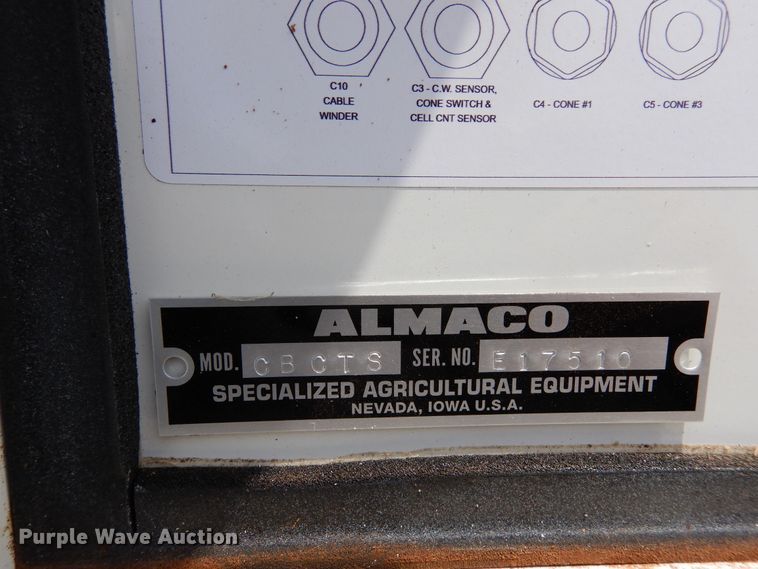 C10
CABLE
WINDER
C3 - C.W. SENSOR,
CONE SWITCH &
CELL CNT SENSOR
C4 - CONE #1
C5 - CONE #3
ALMACO
MOD. CBCTS SER. NO. E17510
SPECIALIZED AGRICULTURAL EQUIPMENT
NEVADA, IOWA U.S.A.
Purple Wave Auction